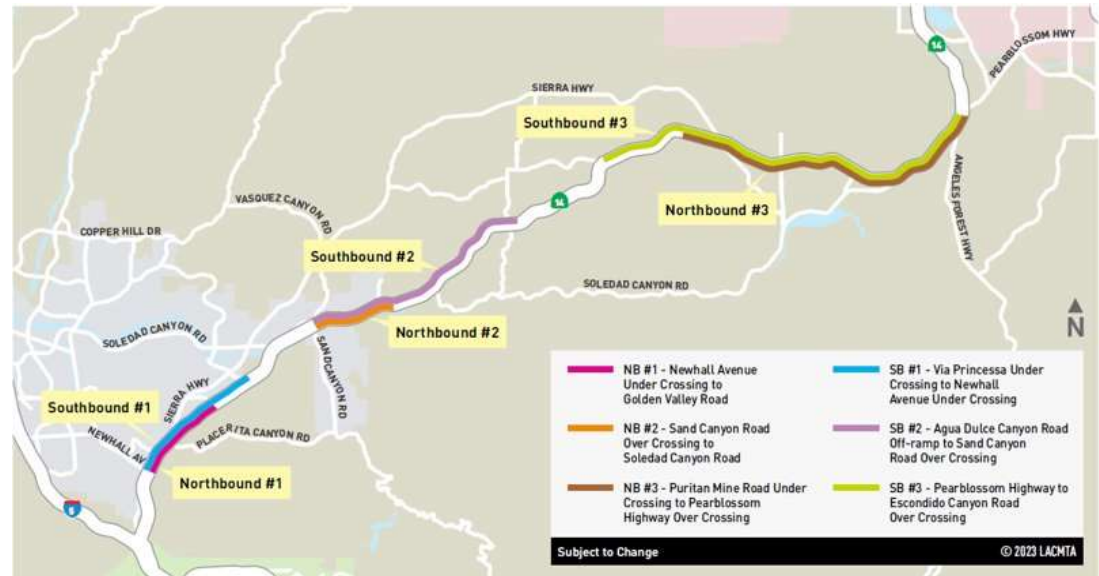 14
PEARBLOSSOM HWY
SIERRA HWY
Southbound #3
VASQUEZ CANYON RD
14
Northbound #3
ANGELES FOREST HWY
COPPER HILL DR
Southbound #2
SOLEDAD CANYON RD
Northbound #2
N
SOLEDAD CANYON RD
SAND CANYON RD
SIERRA HWY
Southbound #1
NEWHALL AV
PLACERITA CANYON RD
Northbound #1
5
NB #1 - Newhall Avenue
Under Crossing to
Golden Valley Road
SB #1 - Via Princessa Under
Crossing to Newhall
Avenue Under Crossing
NB #2 - Sand Canyon Road
Over Crossing to
Soledad Canyon Road
SB #2 - Agua Dulce Canyon Road
Off-ramp to Sand Canyon
Road Over Crossing
NB #3 - Puritan Mine Road Under
Crossing to Pearblossom
Highway Over Crossing
SB #3 - Pearblossom Highway to
Escondido Canyon Road
Over Crossing
Subject to Change
© 2023 LACMTA